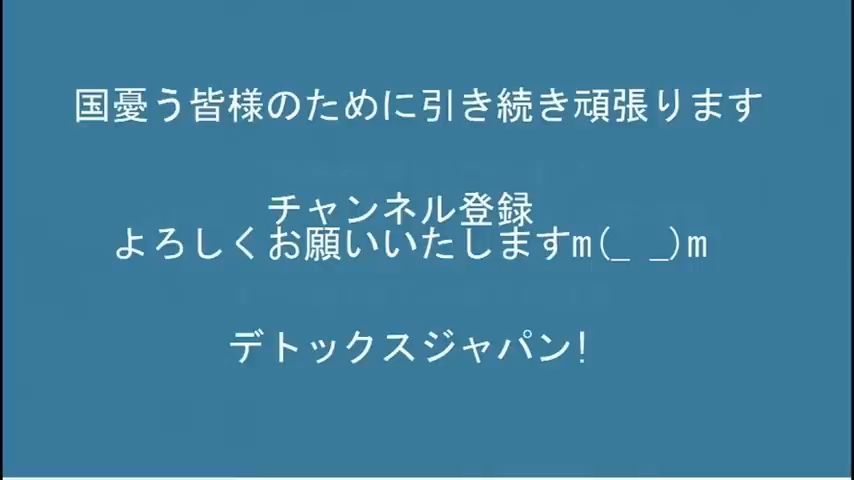 国憂う皆様のために引き続き頑張ります
チャンネル登録
よろしくお願いいたしますm(_ _)m
デトックスジャパン!